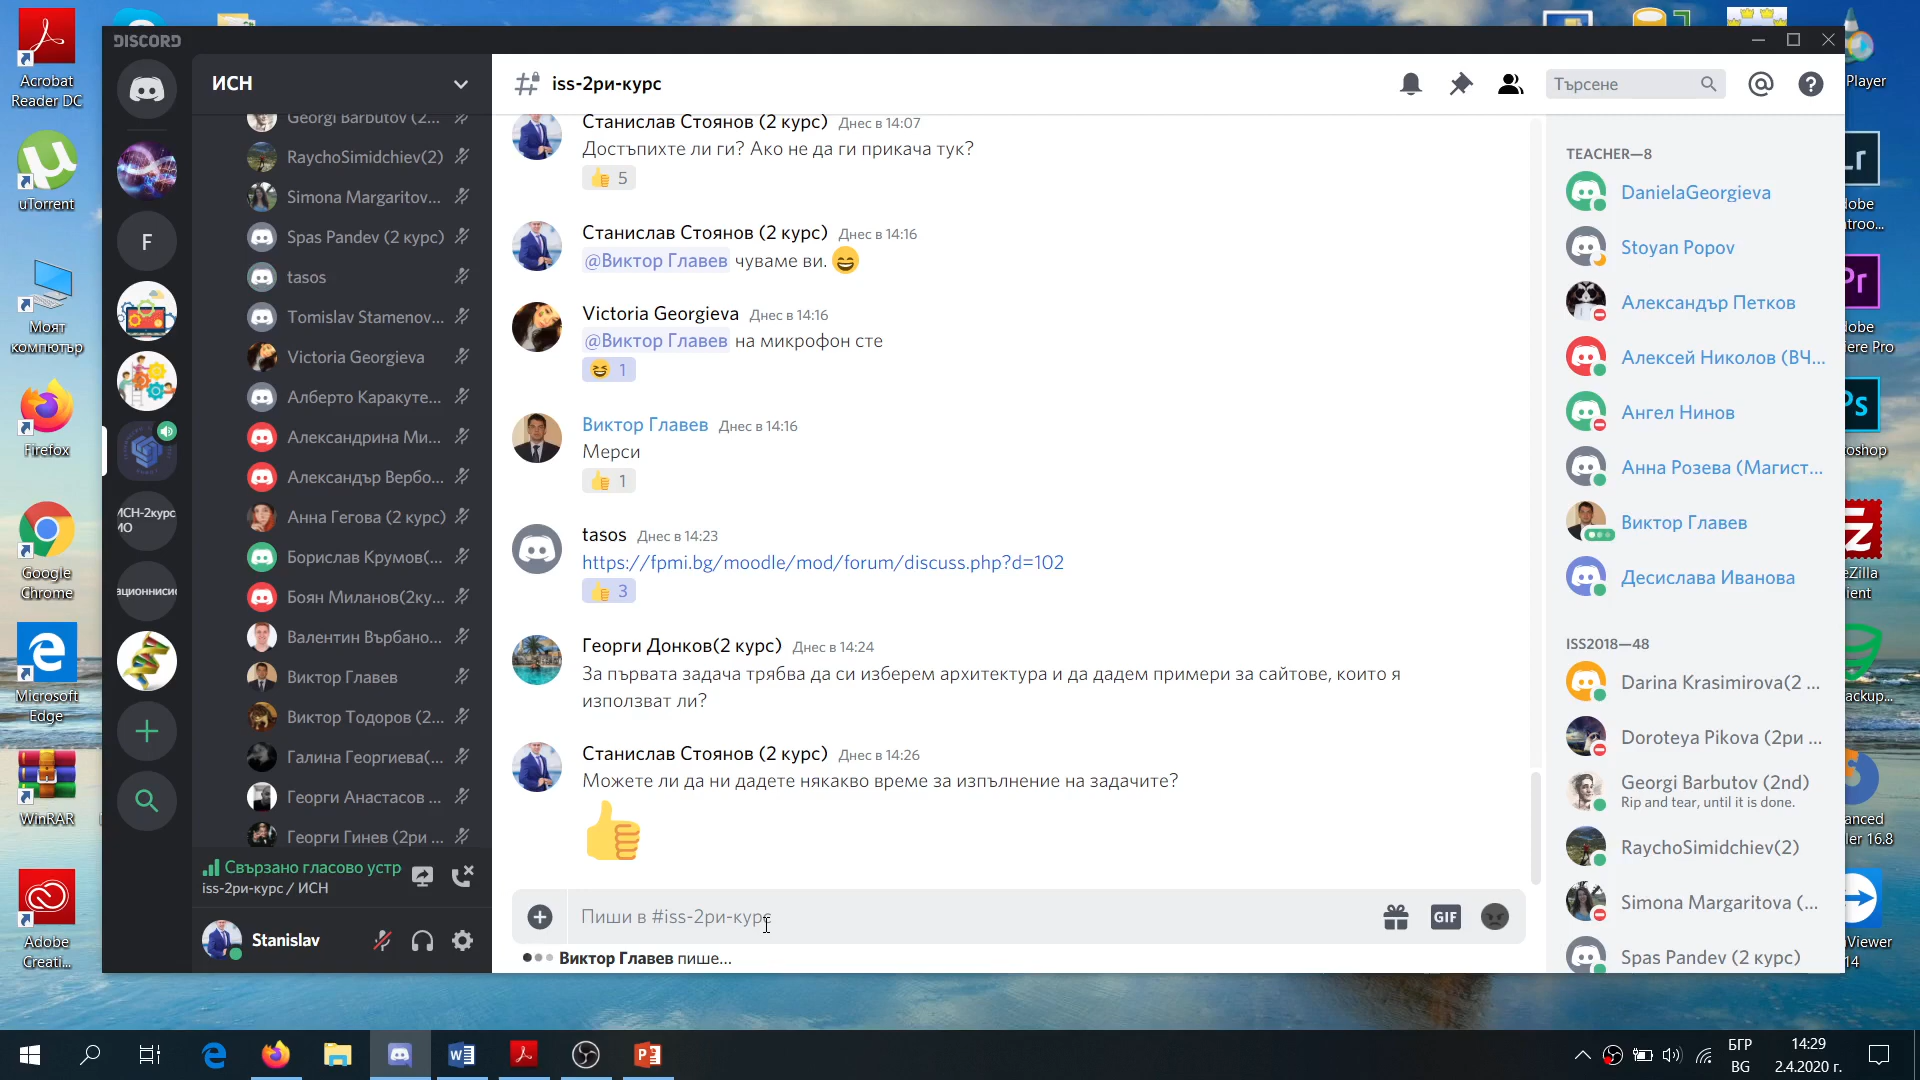 Acrobat
Reader DC
uTorrent
Моят
компютър
Firefox
Google
Chrome
Microsoft
Edge
WinRAR
Adobe
Creati...
DISCORD
F
ИСН-2курс
ИО
ИСН
Georgi Barbutov (2...
RaychoSimidchiev(2)
Simona Margaritov...
Spas Pandev (2 курс)
tasos
Tomislav Stamenov...
Victoria Georgieva
Алберто Каракуте...
Александрина Ми...
Александър Вербо...
Анна Гегова (2 курс)
Борислав Крумов(...
Боян Миланов(2ку...
Валентин Върбано...
Виктор Главев
Виктор Тодоров (2...
Галина Георгиева(...
Георги Анастасов ...
Георги Гинев (2ри ...
Свързано гласово устр
iss-2ри-курс / ИСН
Stanislav
iss-2ри-курс
Търсене
Станислав Стоянов (2 курс) Днес в 14:07
Достъпихте ли ги? Ако не да ги прикача тук?
5
Станислав Стоянов (2 курс) Днес в 14:16
@Виктор Главев чуваме ви.
Victoria Georgieva Днес в 14:16
@Виктор Главев на микрофон сте
1
Виктор Главев Днес в 14:16
Мерси
1
tasos Днес в 14:23
https://fpmi.bg/moodle/mod/forum/discuss.php?d=102
3
Георги Донков(2 курс) Днес в 14:24
За първата задача трябва да си изберем архитектура и да дадем примери за сайтове, които я
използват ли?
Станислав Стоянов (2 курс) Днес в 14:26
Можете ли да ни дадете някакво време за изпълнение на задачите?
Пиши в #iss-2ри-курс
GIF
Виктор Главев пише...
TEACHER—8
DanielaGeorgieva
Stoyan Popov
Александър Петков
Алексей Николов (ВЧ...
Ангел Нинов
Анна Розева (Магист...
Виктор Главев
Десислава Иванова
ISS2018—48
Darina Krasimirova(2 ...
Doroteya Pikova (2ри ...
Georgi Barbutov (2nd)
Rip and tear, until it is done.
RaychoSimidchiev(2)
Simona Margaritova (...
Spas Pandev (2 курс)
Player
БГР
BG
14:29
2.4.2020 г.